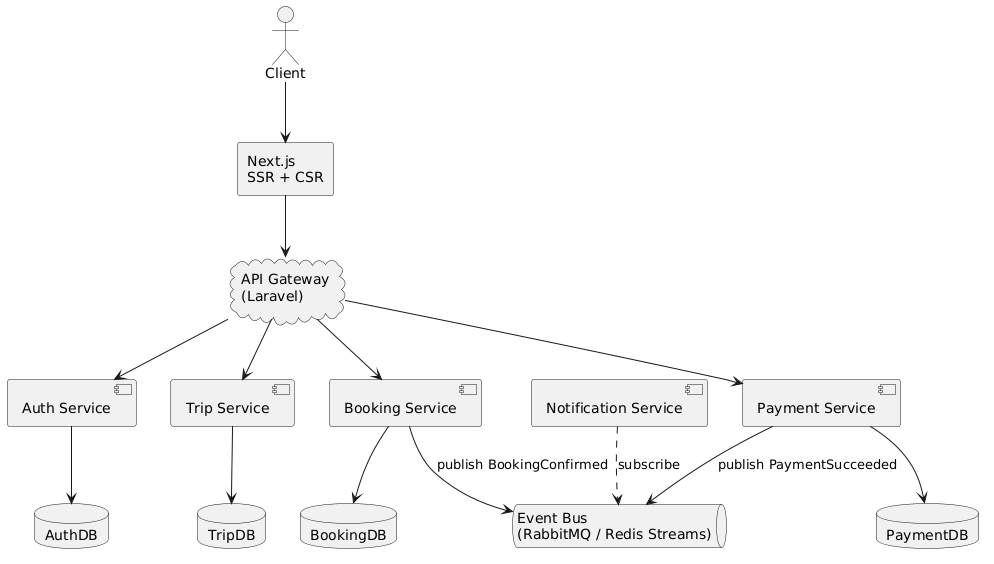 Client
Next.js
SSR + CSR
API Gateway
(Laravel)
Auth Service
Trip Service
Booking Service
Notification Service
Payment Service
publish BookingConfirmed
subscribe
publish PaymentSucceeded
AuthDB
TripDB
BookingDB
Event Bus
(RabbitMQ / Redis Streams)
PaymentDB